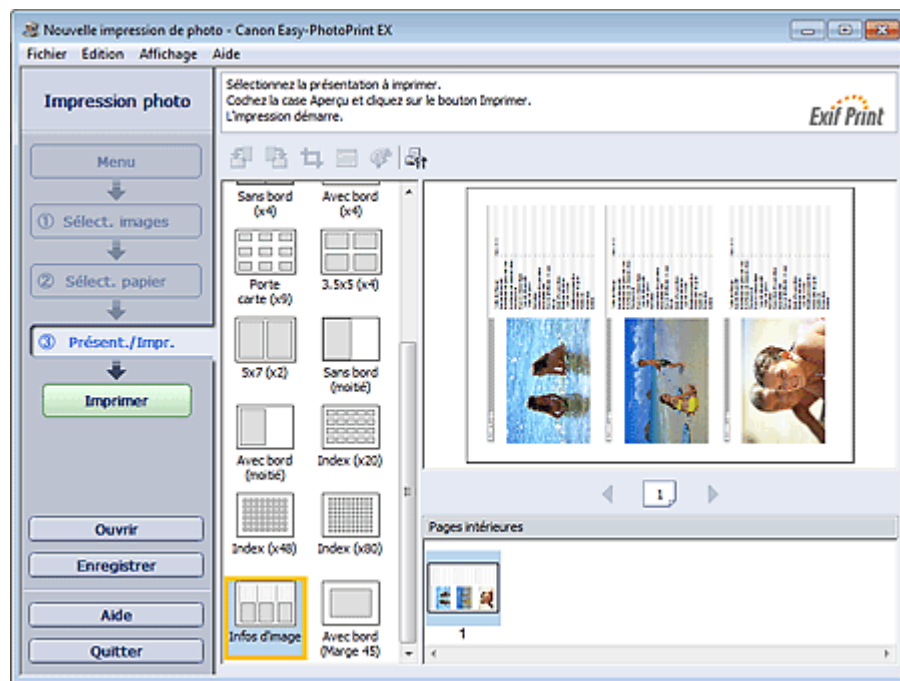 Nouvelle impression de photo - Canon Easy-PhotoPrint EX
Fichier Edition Affichage Aide
Impression photo
Sélectionnez la présentation à imprimer.
Cochez la case Aperçu et cliquez sur le bouton Imprimer.
L'impression démarre.
Exif Print
Menu
① Sélect. images
② Sélect. papier
③ Présent./Impr.
Imprimer
Ouvrir
Enregistrer
Aide
Quitter
Sans bord (x4)
Avec bord (x4)
Porte carte (x9)
3.5x5 (x4)
5x7 (x2)
Sans bord (moitié)
Avec bord (moitié)
Index (x20)
Index (x48)
Index (x80)
Infos d'image
Avec bord (Marge 45)
1
Pages intérieures
1